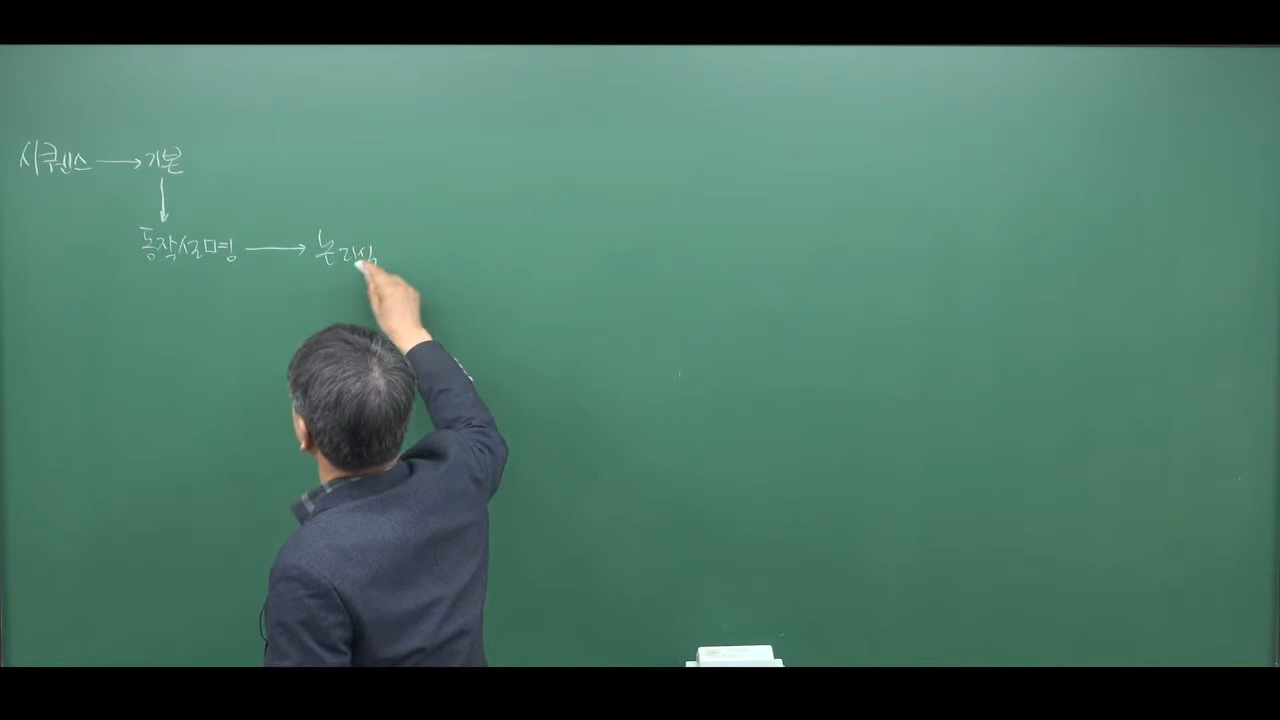 시퀀스 → 기본
↓
동작설명 → 논리식